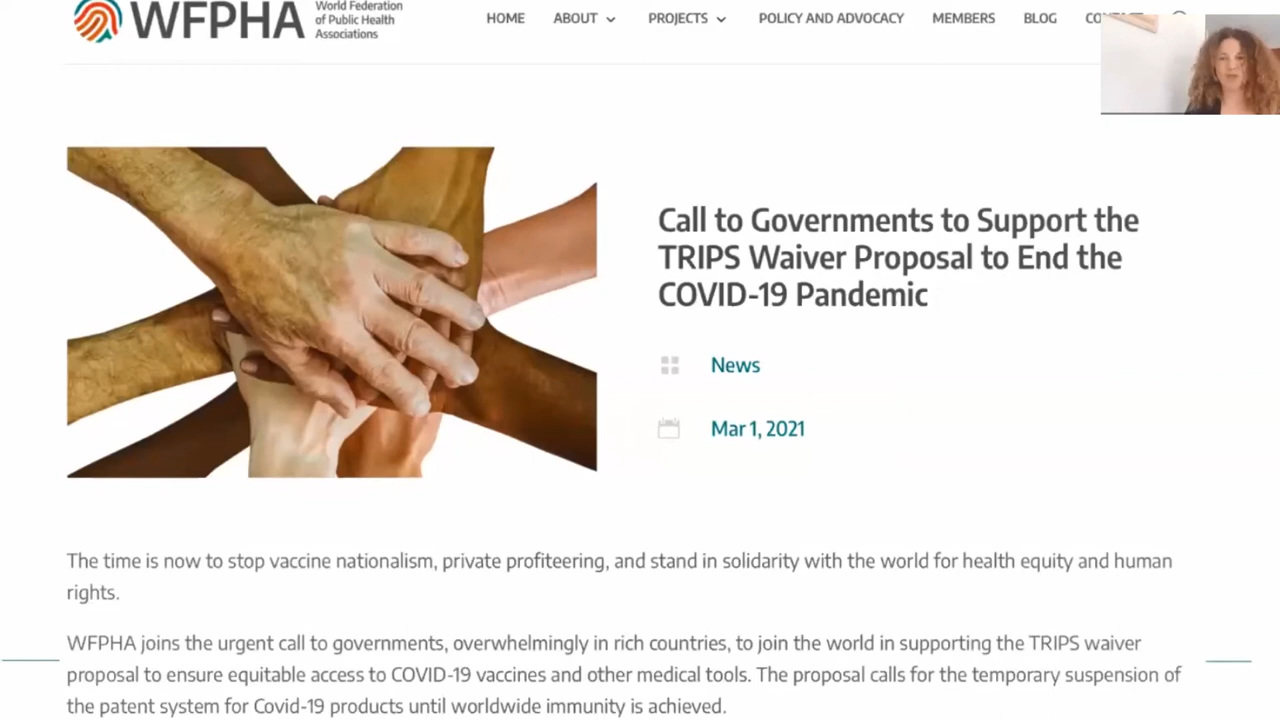 WFPHA
World Federation
of Public Health
Associations
HOME ABOUT PROJECTS POLICY AND ADVOCACY MEMBERS BLOG
Call to Governments to Support the
TRIPS Waiver Proposal to End the
COVID-19 Pandemic
News
Mar 1, 2021
The time is now to stop vaccine nationalism, private profiteering, and stand in solidarity with the world for health equity and human
rights.
WFPHA joins the urgent call to governments, overwhelmingly in rich countries, to join the world in supporting the TRIPS waiver
proposal to ensure equitable access to COVID-19 vaccines and other medical tools. The proposal calls for the temporary suspension of
the patent system for Covid-19 products until worldwide immunity is achieved.